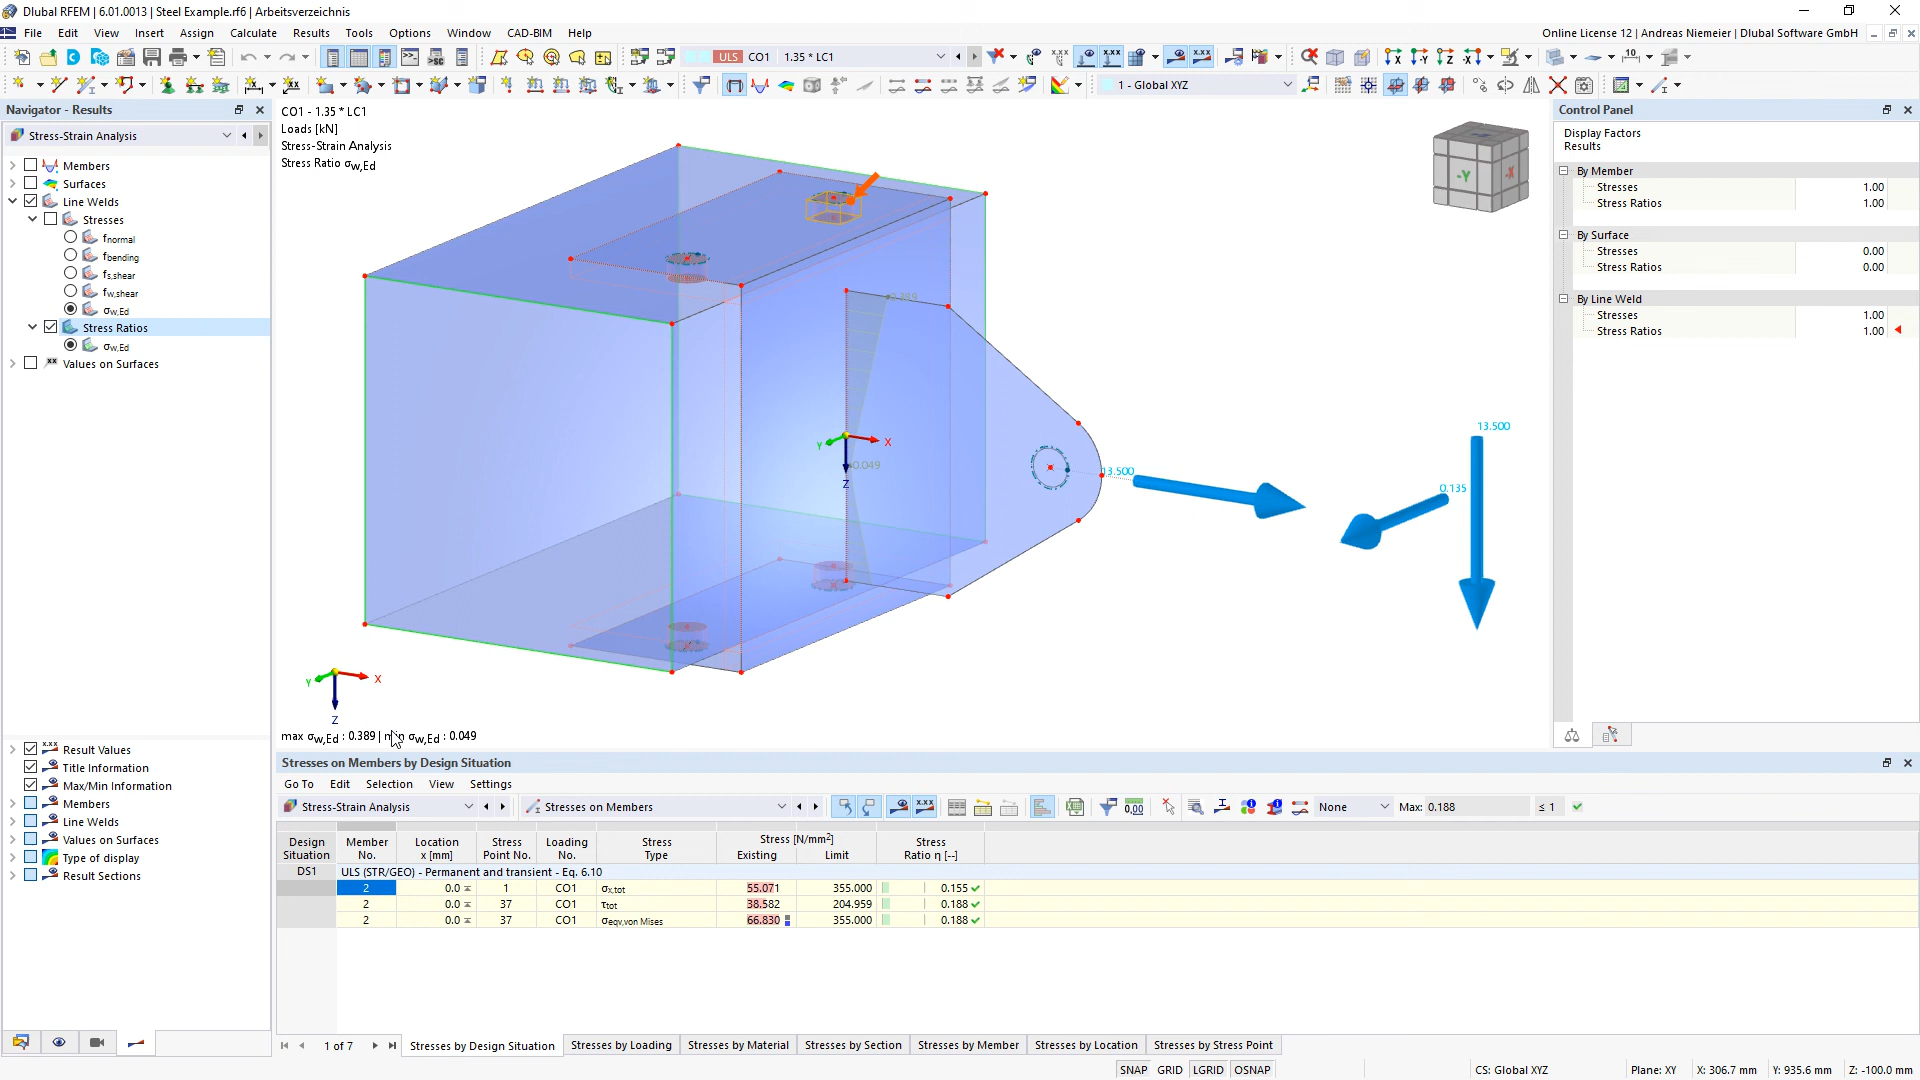 Dlubal RFEM | 6.01.0013 | Steel Example.rf6 | Arbeitsverzeichnis
File Edit View Insert Assign Calculate Results Tools Options Window CAD-BIM Help
Online License 12 | Andreas Niemeier | Dlubal Software GmbH
ULS CO1 1.35 * LC1
1 - Global XYZ
Navigator - Results
Stress-Strain Analysis
Members
Surfaces
Line Welds
Stresses
fnormal
fbending
fs,shear
fw,shear
σw,Ed
Stress Ratios
σw,Ed
Values on Surfaces
Result Values
Title Information
Max/Min Information
Members
Line Welds
Values on Surfaces
Type of display
Result Sections
CO1 - 1.35 * LC1
Loads [kN]
Stress-Strain Analysis
Stress Ratio σw,Ed
0.389
0.049
X
Y
Z
13.500
13.500
0.135
-Y
-X
X
Y
Z
max σw,Ed : 0.389 | min σw,Ed : 0.049
Control Panel
Display Factors
Results
By Member
Stresses 1.00
Stress Ratios 1.00
By Surface
Stresses 0.00
Stress Ratios 0.00
By Line Weld
Stresses 1.00
Stress Ratios 1.00
Stresses on Members by Design Situation
Go To Edit Selection View Settings
Stress-Strain Analysis Stresses on Members None Max: 0.188 ≤ 1
Design Situation Member No. Location x [mm] Stress Point No. Loading No. Stress Type Stress [N/mm2] Existing Limit Stress Ratio η [--]
DS1 ULS (STR/GEO) - Permanent and transient - Eq. 6.10
2 0.0 1 CO1 σx,tot 55.071 355.000 0.155
2 0.0 37 CO1 τtot 38.582 204.959 0.188
2 0.0 37 CO1 σeqv,von Mises 66.830 355.000 0.188
1 of 7 Stresses by Design Situation Stresses by Loading Stresses by Material Stresses by Section Stresses by Member Stresses by Location Stresses by Stress Point
SNAP GRID LGRID OSNAP CS: Global XYZ Plane: XY X: 306.7 mm Y: 935.6 mm Z: -100.0 mm